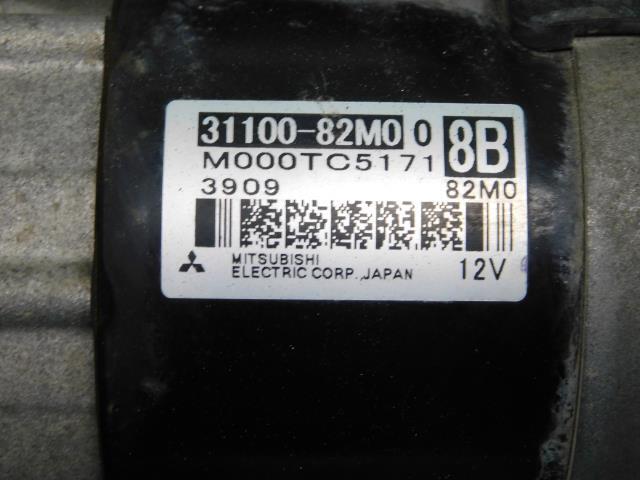 31100-82M0 0 8B
M000TC5171
3909 82M0
MITSUBISHI
ELECTRIC CORP. JAPAN 12V